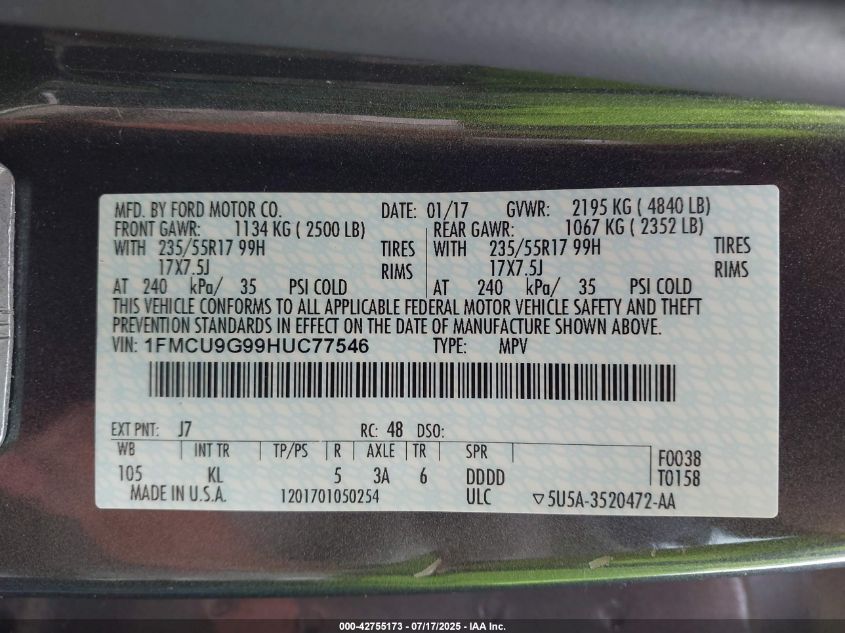 MFD. BY FORD MOTOR CO. DATE: 01/17 GVWR: 2195 KG ( 4840 LB)
FRONT GAWR: 1134 KG ( 2500 LB) REAR GAWR: 1067 KG ( 2352 LB)
WITH 235/55R17 99H TIRES WITH 235/55R17 99H TIRES
17X7.5J RIMS 17X7.5J RIMS
AT 240 kPa/ 35 PSI COLD AT 240 kPa/ 35 PSI COLD
THIS VEHICLE CONFORMS TO ALL APPLICABLE FEDERAL MOTOR VEHICLE SAFETY AND THEFT
PREVENTION STANDARDS IN EFFECT ON THE DATE OF MANUFACTURE SHOWN ABOVE.
VIN: 1FMCU9G99HUC77546 TYPE: MPV
EXT PNT: J7 RC: 48 DSO:
WB INT TR TP/PS R AXLE TR SPR F0038
105 KL 5 3A 6 DDDD T0158
MADE IN U.S.A. 1201701050254 ULC ▽5U5A-3520472-AA
000-42755173 - 07/17/2025 - IAA Inc.